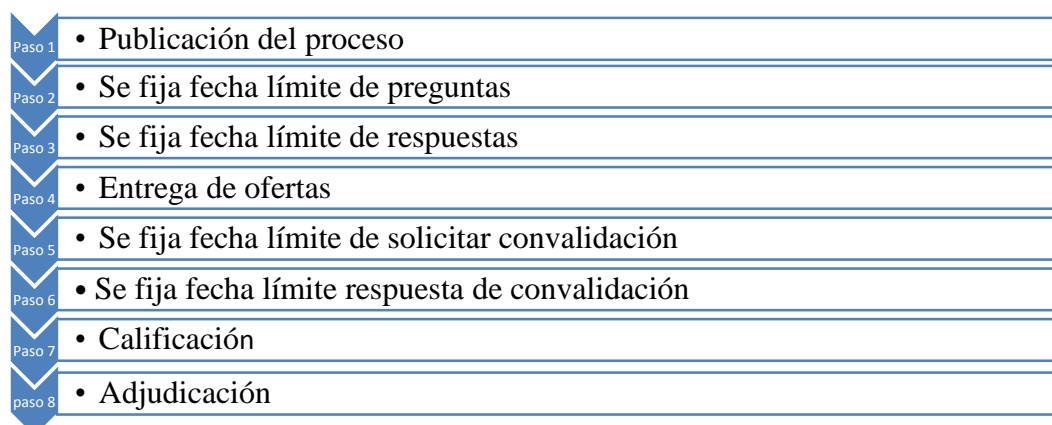 Paso 1 • Publicación del proceso
Paso 2 • Se fija fecha límite de preguntas
Paso 3 • Se fija fecha límite de respuestas
Paso 4 • Entrega de ofertas
Paso 5 • Se fija fecha límite de solicitar convalidación
Paso 6 • Se fija fecha límite respuesta de convalidación
Paso 7 • Calificación
paso 8 • Adjudicación